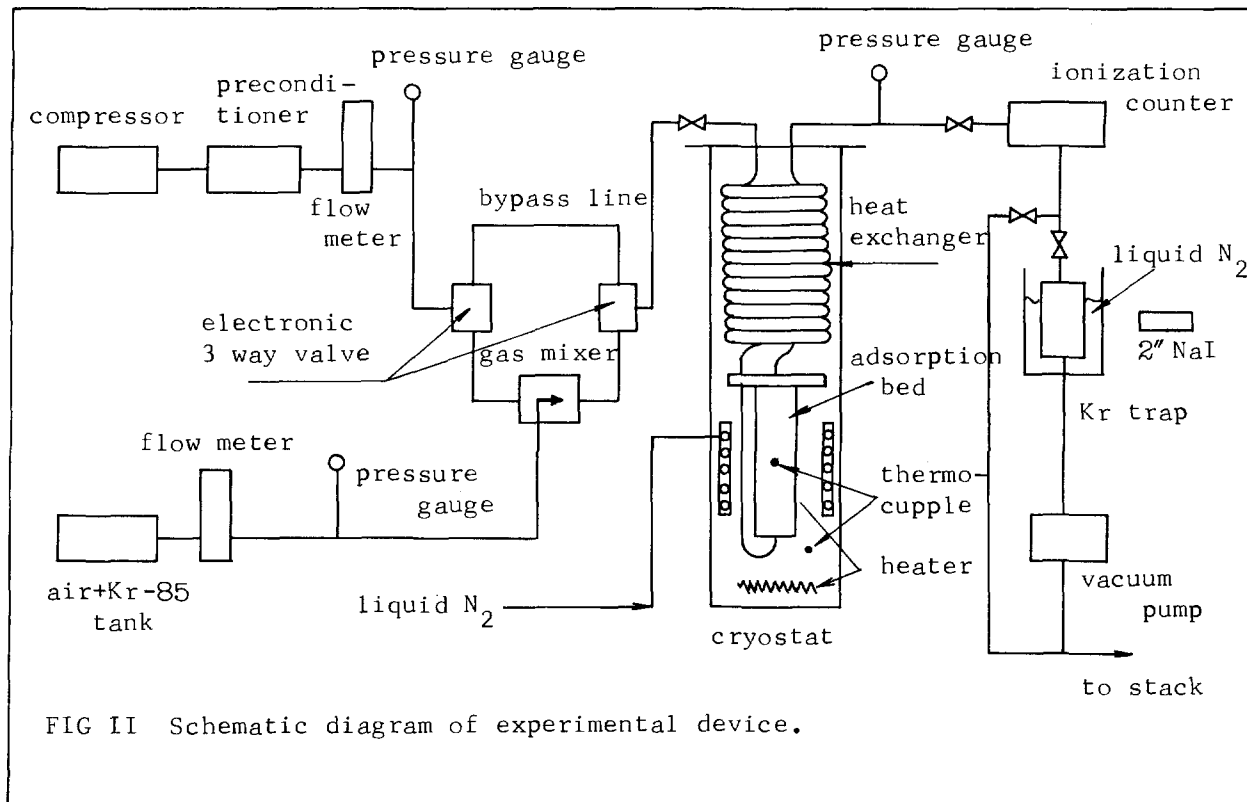 pressure gauge
pressure gauge
precondi-
tioner
compressor
ionization
counter
flow
meter
bypass line
heat
exchanger
liquid N2
electronic
3 way valve
gas mixer
2" NaI
adsorption
bed
Kr trap
flow meter
pressure
gauge
thermo-
cupple
air+Kr-85
tank
heater
liquid N2
vacuum
pump
cryostat
to stack
FIG II Schematic diagram of experimental device.